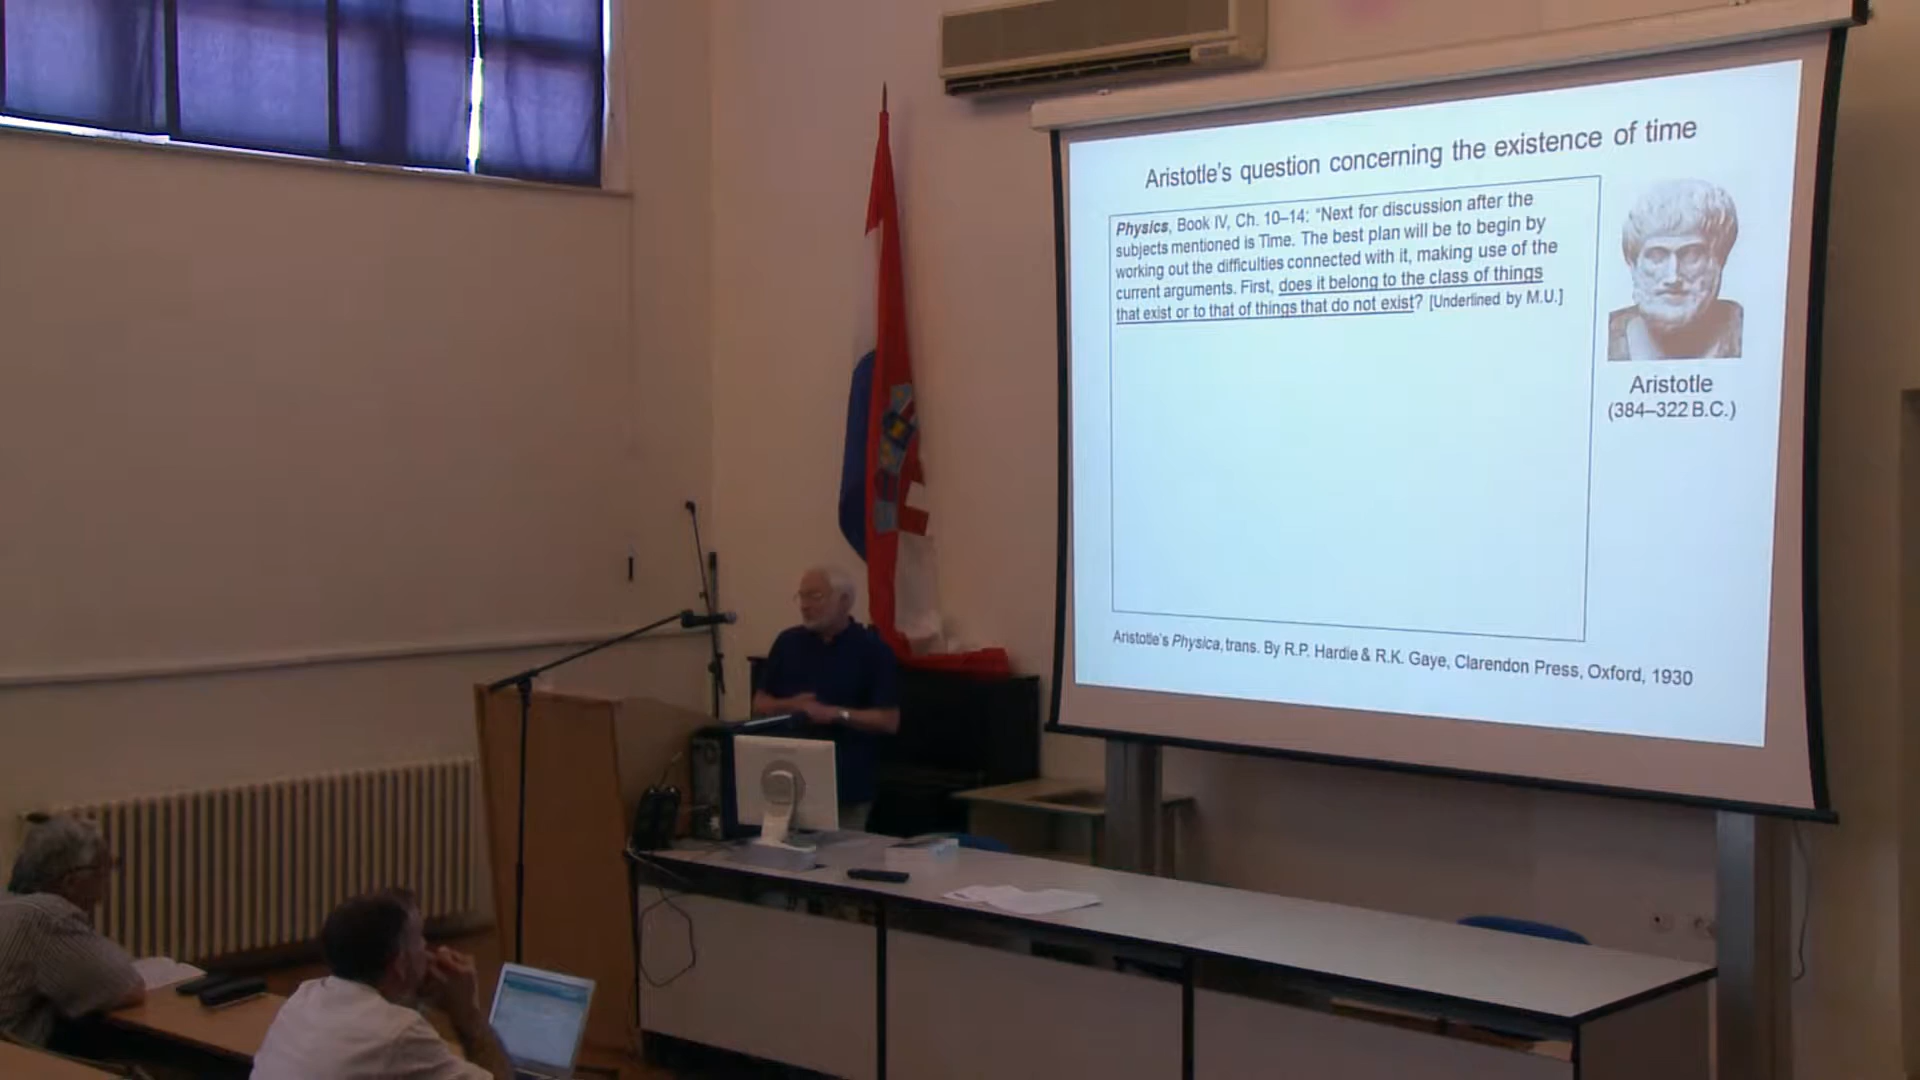 Aristotle's question concerning the existence of time
Physics, Book IV, Ch. 10–14: “Next for discussion after the
subjects mentioned is Time. The best plan will be to begin by
working out the difficulties connected with it, making use of the
current arguments. First, does it belong to the class of things
that exist or to that of things that do not exist? [Underlined by M.U.]
Aristotle
(384–322 B.C.)
Aristotle's Physica, trans. By R.P. Hardie & R.K. Gaye, Clarendon Press, Oxford, 1930